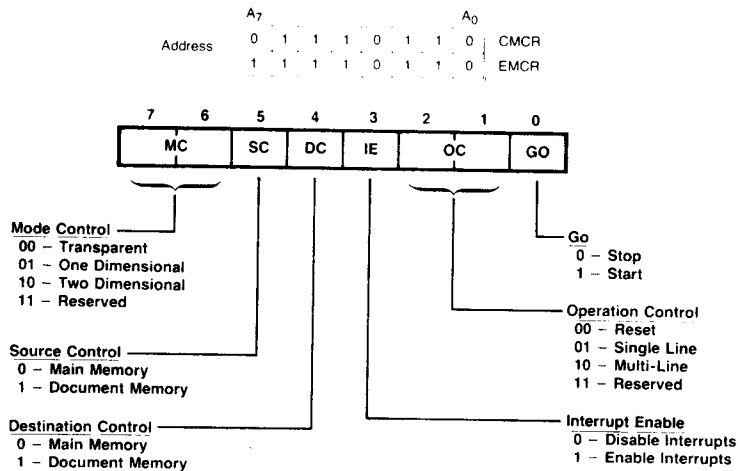 A7 A0
Address 0 1 1 1 0 1 1 0 CMCR
1 1 1 1 0 1 1 0 EMCR
7 6 5 4 3 2 1 0
MC SC DC IE OC GO
Mode Control
00 – Transparent
01 – One Dimensional
10 – Two Dimensional
11 – Reserved
Source Control
0 – Main Memory
1 – Document Memory
Destination Control
0 – Main Memory
1 – Document Memory
Go
0 – Stop
1 – Start
Operation Control
00 – Reset
01 – Single Line
10 – Multi-Line
11 – Reserved
Interrupt Enable
0 – Disable Interrupts
1 – Enable Interrupts